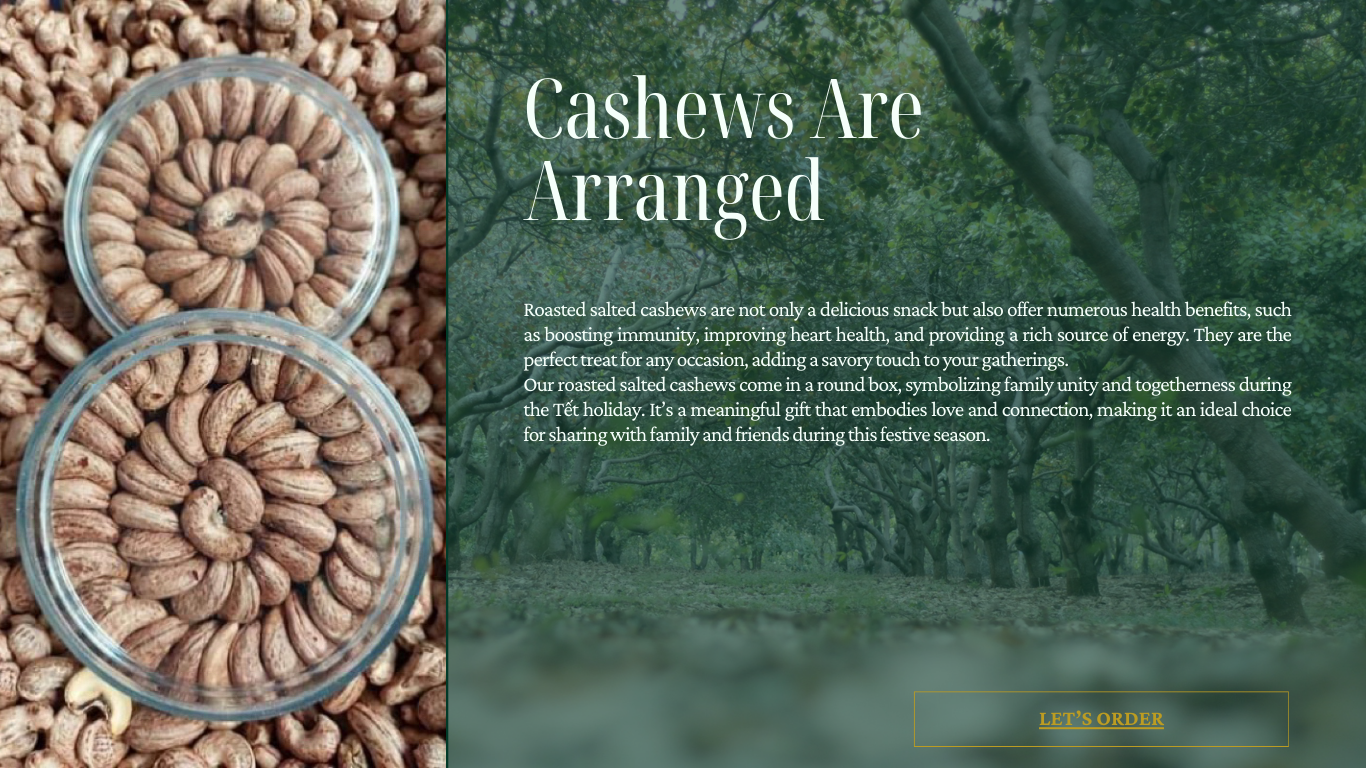 Cashews Are
Arranged
Roasted salted cashews are not only a delicious snack but also offer numerous health benefits, such
as boosting immunity, improving heart health, and providing a rich source of energy. They are the
perfect treat for any occasion, adding a savory touch to your gatherings.
Our roasted salted cashews come in a round box, symbolizing family unity and togetherness during
the Tết holiday. It’s a meaningful gift that embodies love and connection, making it an ideal choice
for sharing with family and friends during this festive season.
LET’S ORDER